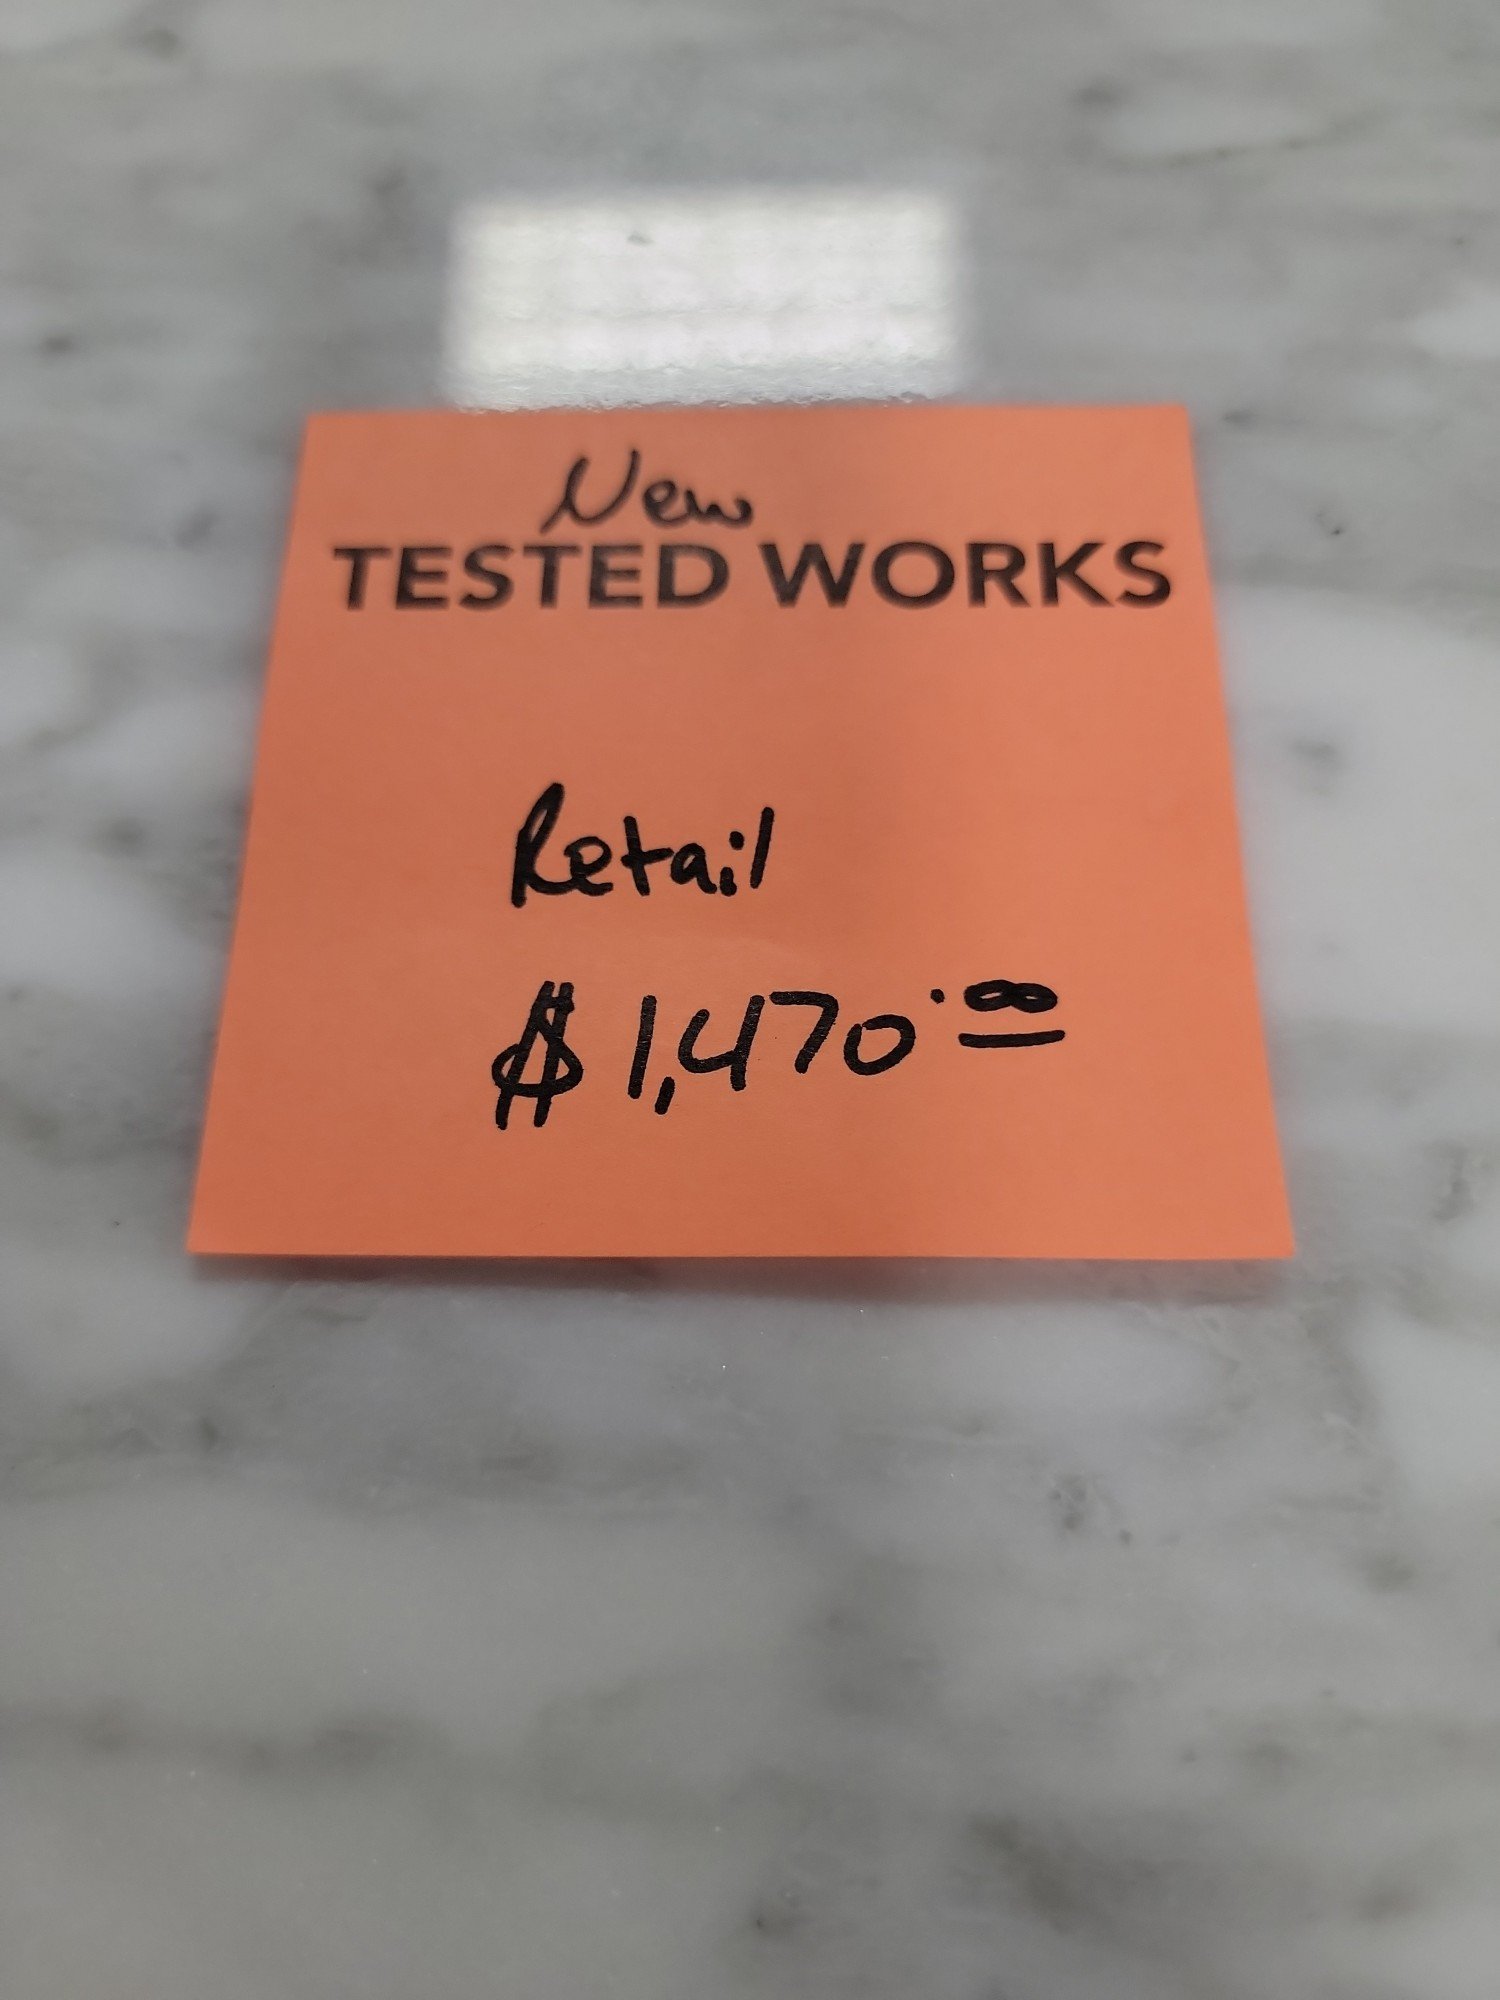 New
TESTED WORKS
Retail
$1,470.00